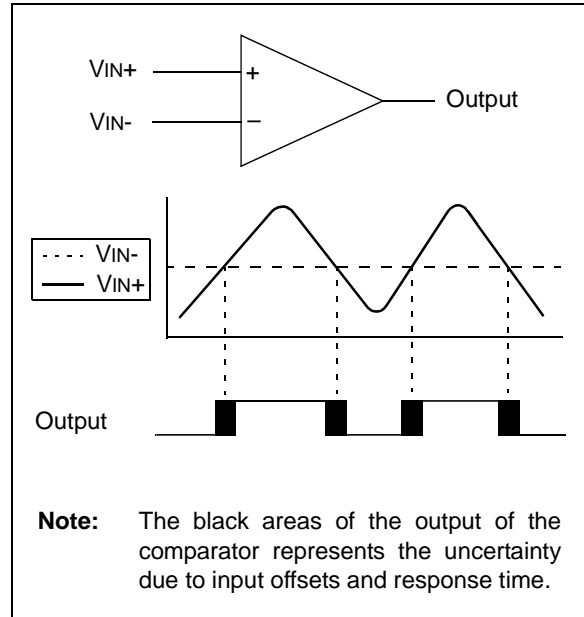 VIN+
+
Output
VIN-
–
VIN-
VIN+
Output
Note: The black areas of the output of the
comparator represents the uncertainty
due to input offsets and response time.